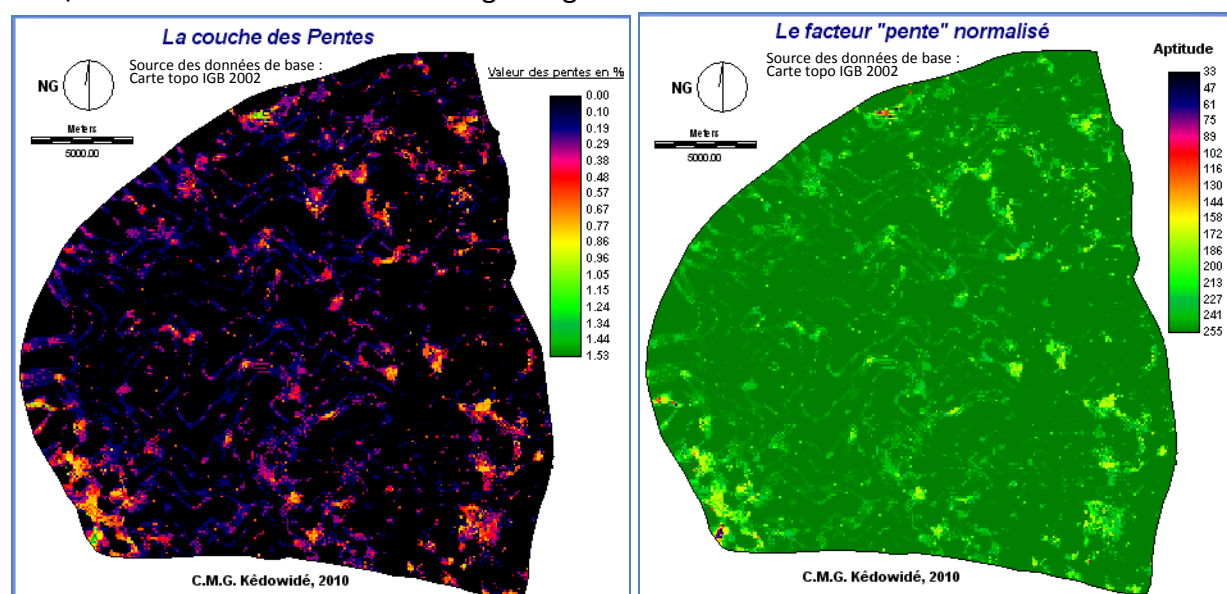 La couche des Pentes
Source des données de base :
Carte topo IGB 2002
NG
Meters
5000.00
Valeur des pentes en %
0.00
0.10
0.19
0.29
0.38
0.48
0.57
0.67
0.77
0.86
0.96
1.05
1.15
1.24
1.34
1.44
1.53
C.M.G. Kêdowidé, 2010
Le facteur "pente" normalisé
Source des données de base :
Carte topo IGB 2002
NG
Meters
5000.00
Aptitude
33
47
61
75
89
102
116
130
144
158
172
186
200
213
227
241
255
C.M.G. Kêdowidé, 2010